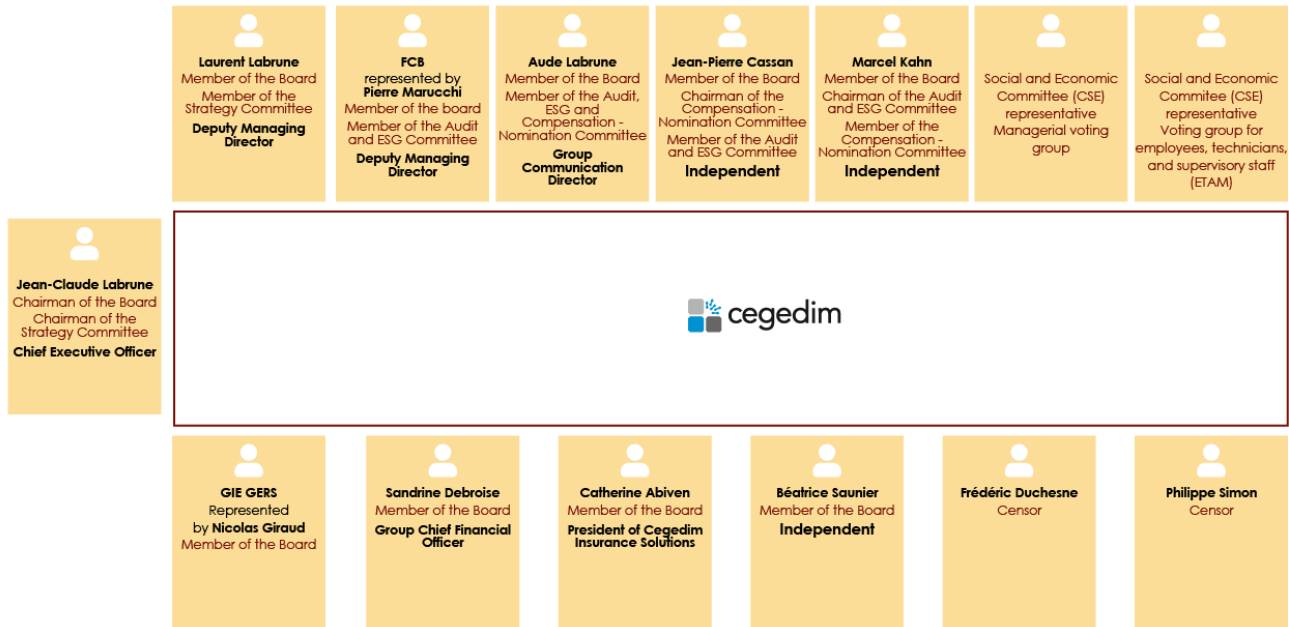 Laurent Labrune
Member of the Board
Member of the
Strategy Committee
Deputy Managing
Director
FCB
represented by
Pierre Marucchi
Member of the board
Member of the Audit
and ESG Committee
Deputy Managing
Director
Aude Labrune
Member of the Board
Member of the Audit,
ESG and
Compensation -
Nomination Committee
Group
Communication
Director
Jean-Pierre Cassan
Member of the Board
Chairman of the
Compensation -
Nomination Committee
Member of the Audit
and ESG Committee
Independent
Marcel Kahn
Member of the Board
Chairman of the Audit
and ESG Committee
Member of the
Compensation -
Nomination Committee
Independent
Social and Economic
Committee (CSE)
representative
Managerial voting
group
Social and Economic
Commitee (CSE)
representative
Voting group for
employees, technicians,
and supervisory staff
(ETAM)
Jean-Claude Labrune
Chairman of the Board
Chairman of the
Strategy Committee
Chief Executive Officer
cegedim
GIE GERS
Represented
by Nicolas Giraud
Member of the Board
Sandrine Debroise
Member of the Board
Group Chief Financial
Officer
Catherine Abiven
Member of the Board
President of Cegedim
Insurance Solutions
Béatrice Saunier
Member of the Board
Independent
Frédéric Duchesne
Censor
Philippe Simon
Censor